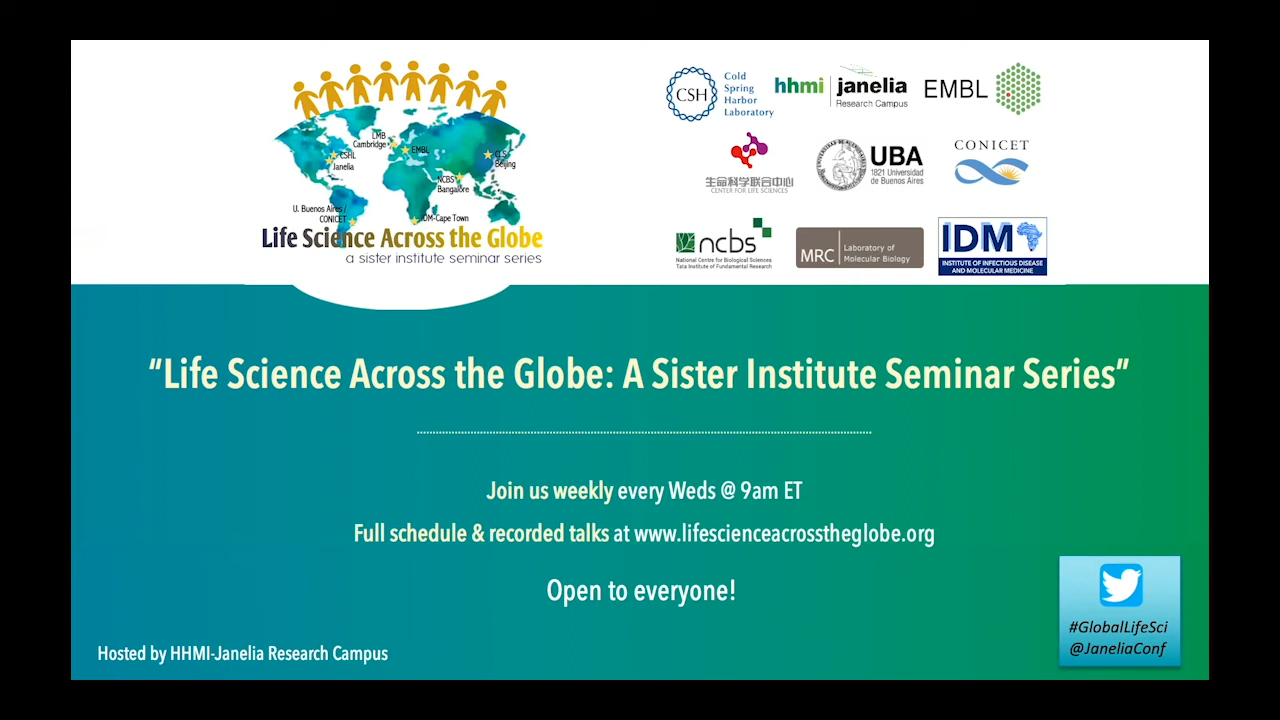 LMB
Cambridge
EMBL
CSHL
Janelia
CLS
Beijing
NCBS
Bangalore
U. Buenos Aires /
CONICET
IDM-Cape Town
Life Science Across the Globe
a sister institute seminar series
CSH
Cold
Spring
Harbor
Laboratory
hhmi janelia
Research Campus
EMBL
生命科学联合中心
CENTER FOR LIFE SCIENCES
UBA
1821 Universidad
de Buenos Aires
CONICET
ncbs
National Centre for Biological Sciences
Tata Institute of Fundamental Research
MRC Laboratory of
Molecular Biology
IDM
INSTITUTE OF INFECTIOUS DISEASE
AND MOLECULAR MEDICINE
“Life Science Across the Globe: A Sister Institute Seminar Series“
Join us weekly every Weds @ 9am ET
Full schedule & recorded talks at www.lifescienceacrosstheglobe.org
Open to everyone!
Hosted by HHMI-Janelia Research Campus
#GlobalLifeSci
@JaneliaConf